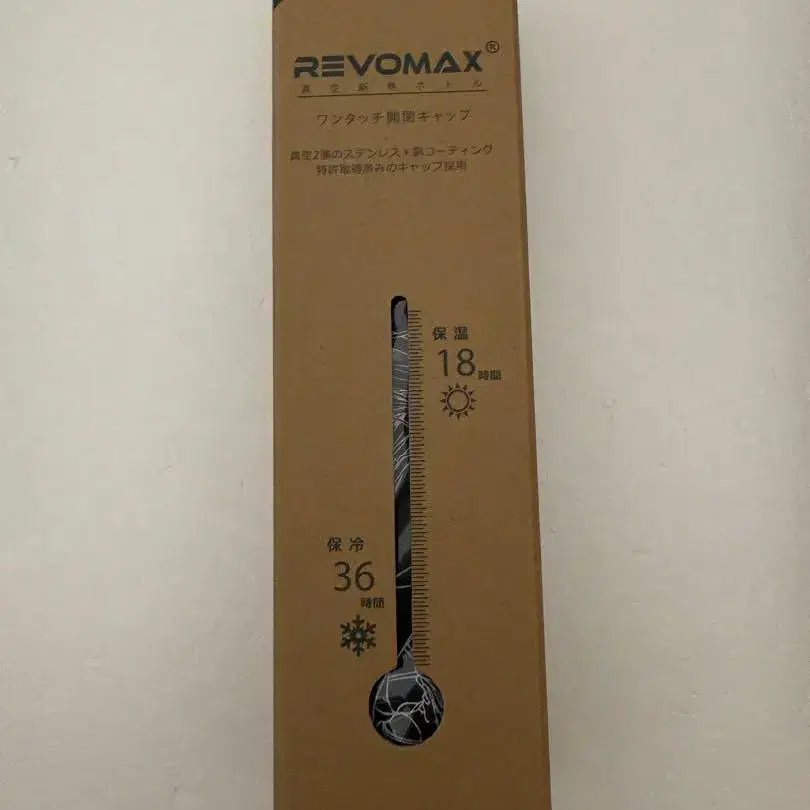 REVOMAX®
真空断熱ボトル
ワンタッチ開閉キャップ
真空2層のステンレス+銅コーティング
特許取得済みのキャップ採用
保温
18時間
保冷
36
時間